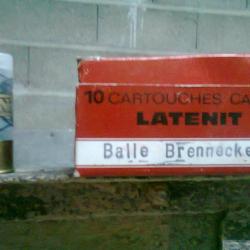 10 CARTOUCHES CA
LATENIT
Balle Brennecke